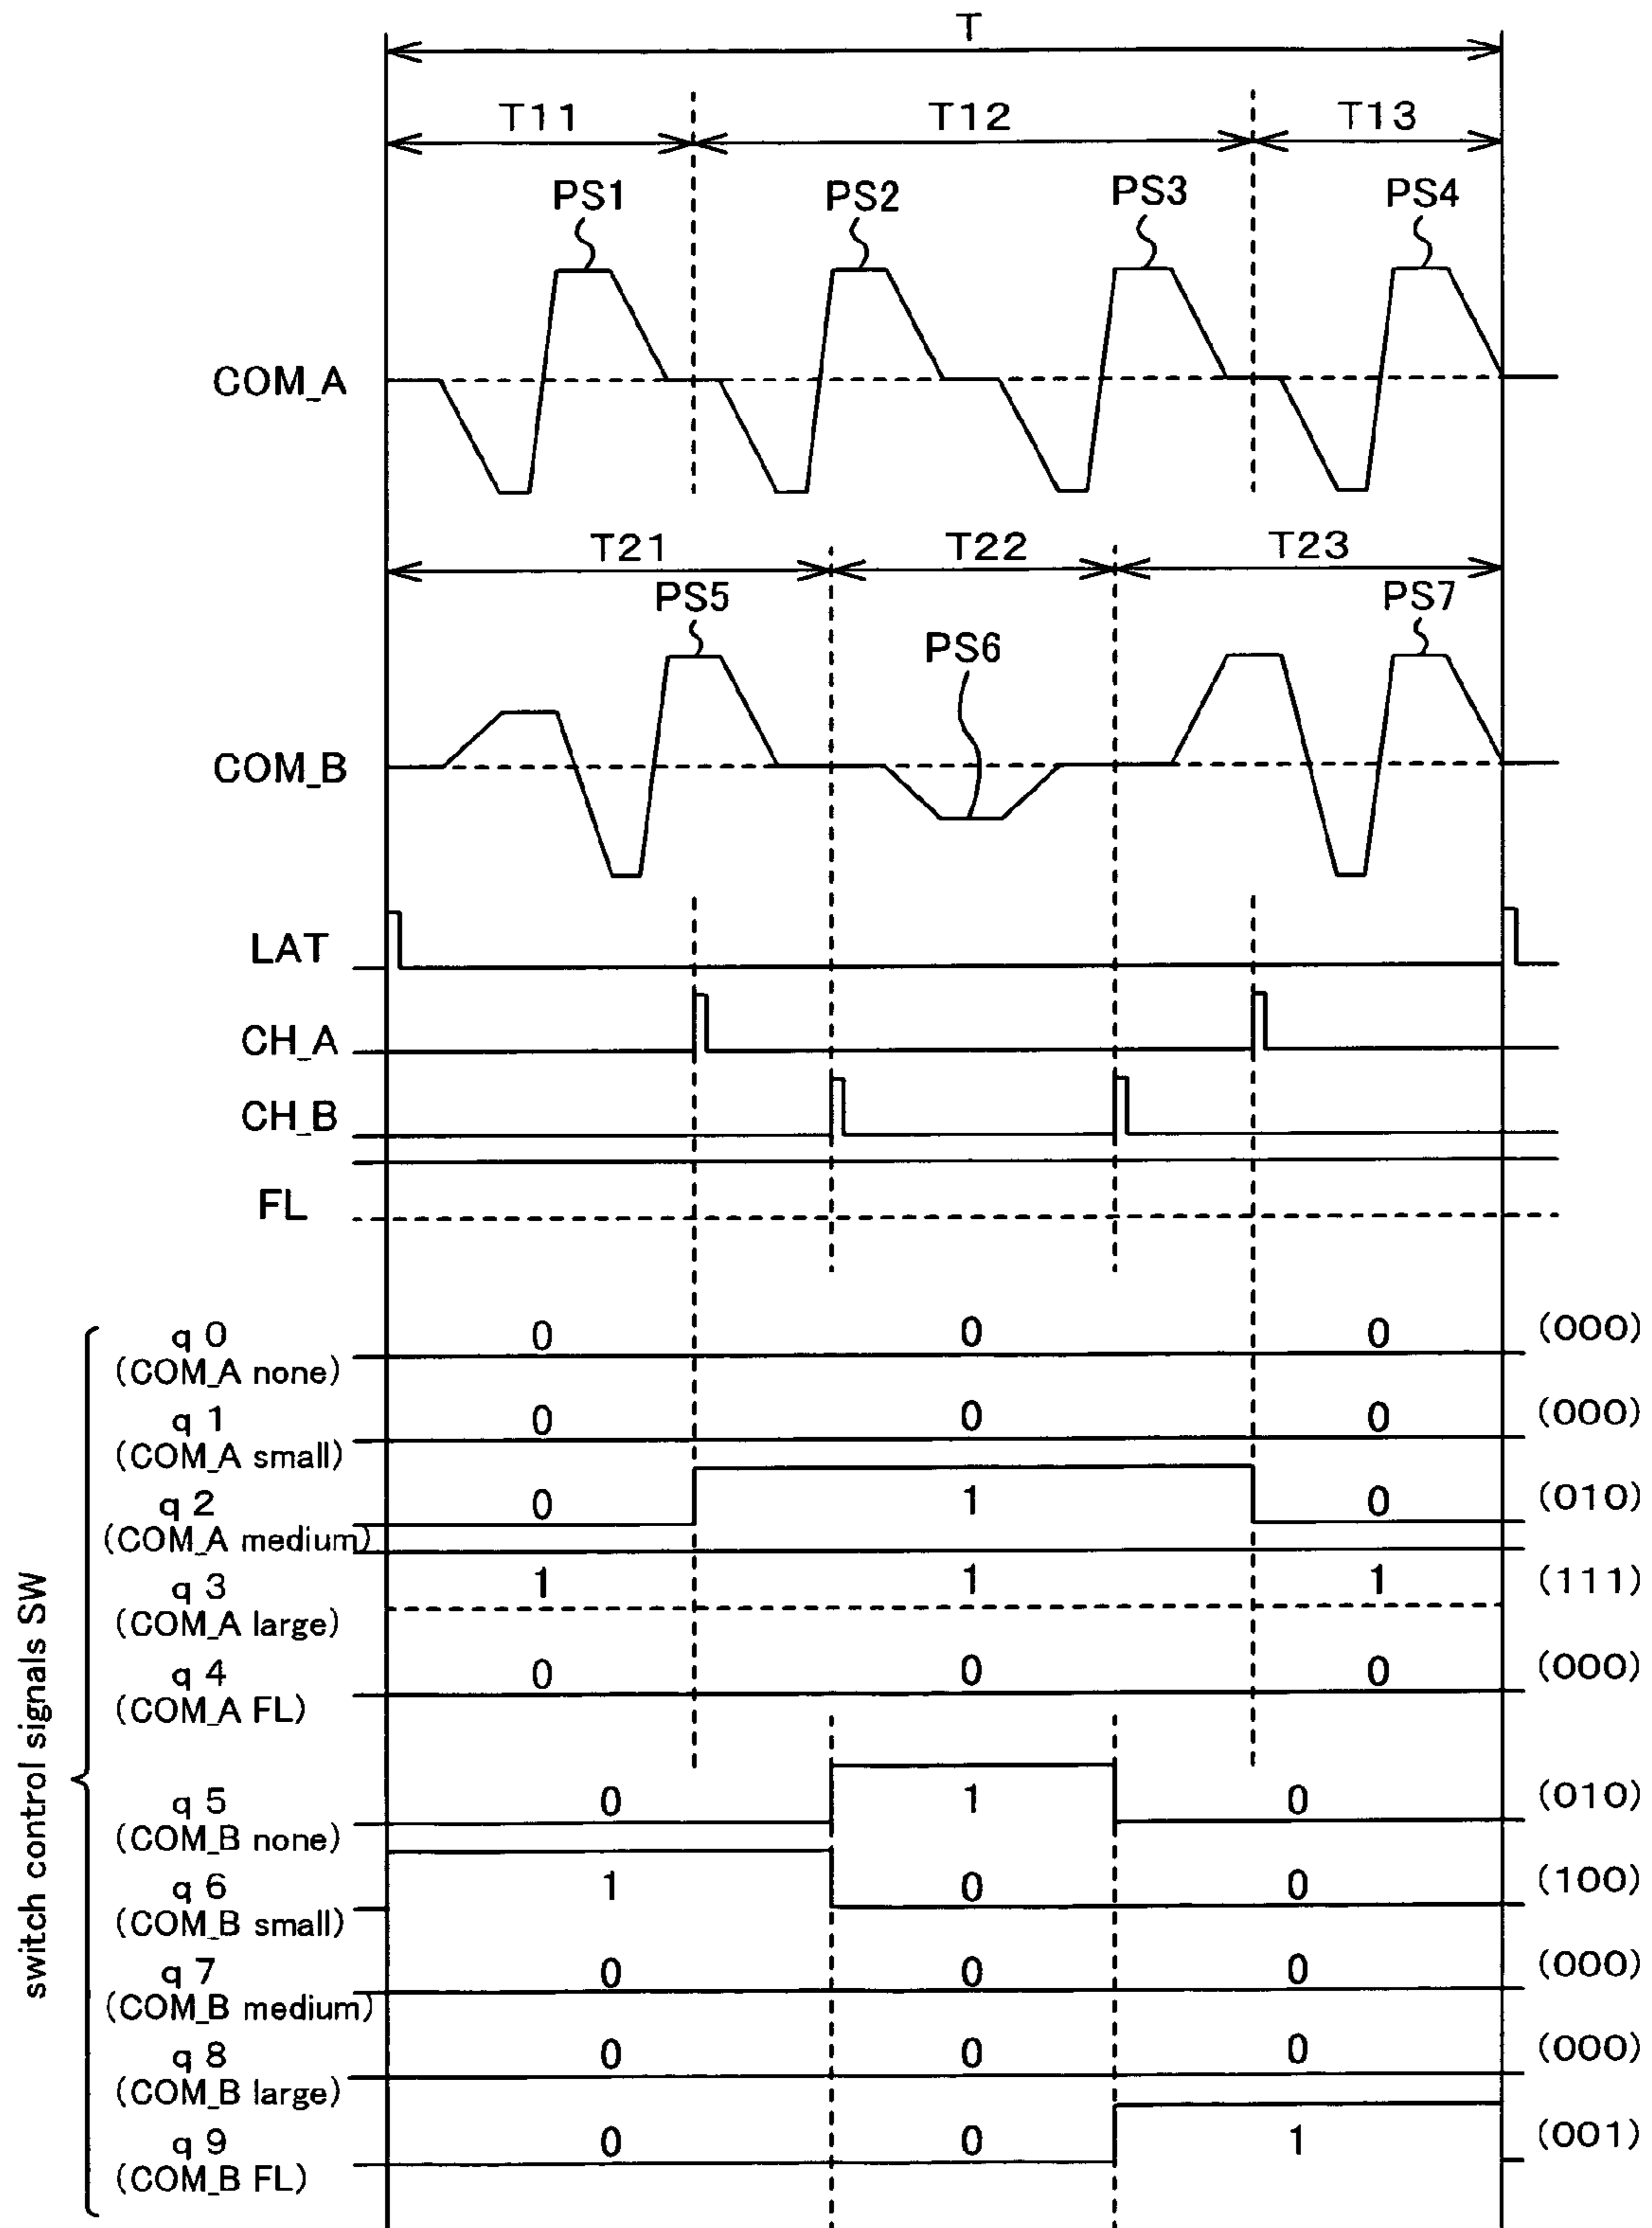 T
T11 T12 T13
PS1 PS2 PS3 PS4
COM_A
T21 T22 T23
PS5 PS6 PS7
COM_B
LAT
CH_A
CH_B
FL
switch control signals SW
q 0 0 0 0 (000)
(COM_A none)
q 1 0 0 0 (000)
(COM_A small)
q 2 0 1 0 (010)
(COM_A medium)
q 3 1 1 1 (111)
(COM_A large)
q 4 0 0 0 (000)
(COM_A FL)
q 5 0 1 0 (010)
(COM_B none)
q 6 1 0 0 (100)
(COM_B small)
q 7 0 0 0 (000)
(COM_B medium)
q 8 0 0 0 (000)
(COM_B large)
q 9 0 0 1 (001)
(COM_B FL)